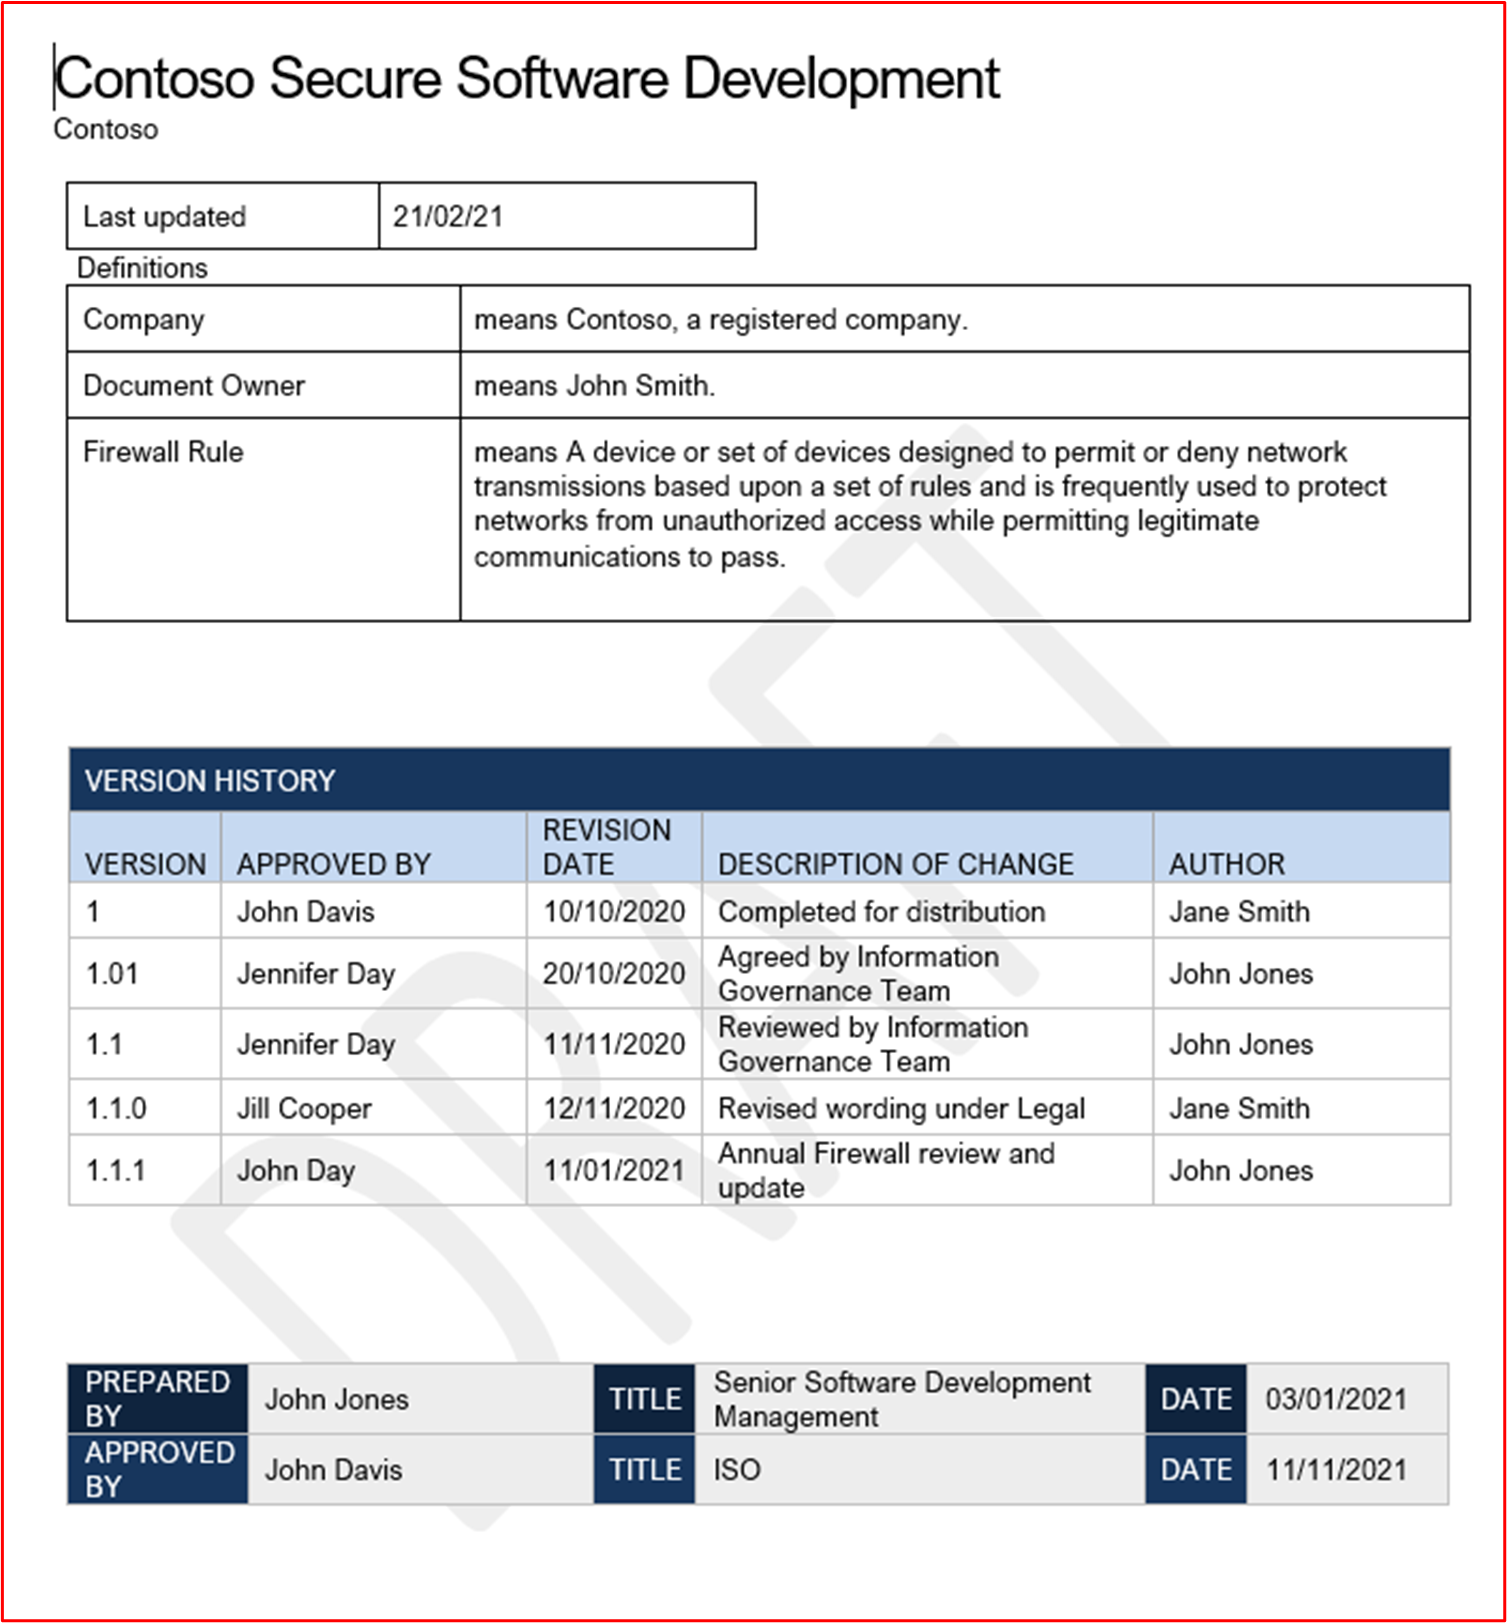 Contoso Secure Software Development
Contoso
Last updated 21/02/21
Definitions
Company means Contoso, a registered company.
Document Owner means John Smith.
Firewall Rule means A device or set of devices designed to permit or deny network
transmissions based upon a set of rules and is frequently used to protect
networks from unauthorized access while permitting legitimate
communications to pass.
DRAFT
VERSION HISTORY
VERSION APPROVED BY REVISION DATE DESCRIPTION OF CHANGE AUTHOR
1 John Davis 10/10/2020 Completed for distribution Jane Smith
1.01 Jennifer Day 20/10/2020 Agreed by Information Governance Team John Jones
1.1 Jennifer Day 11/11/2020 Reviewed by Information Governance Team John Jones
1.1.0 Jill Cooper 12/11/2020 Revised wording under Legal Jane Smith
1.1.1 John Day 11/01/2021 Annual Firewall review and update John Jones
PREPARED BY John Jones TITLE Senior Software Development Management DATE 03/01/2021
APPROVED BY John Davis TITLE ISO DATE 11/11/2021